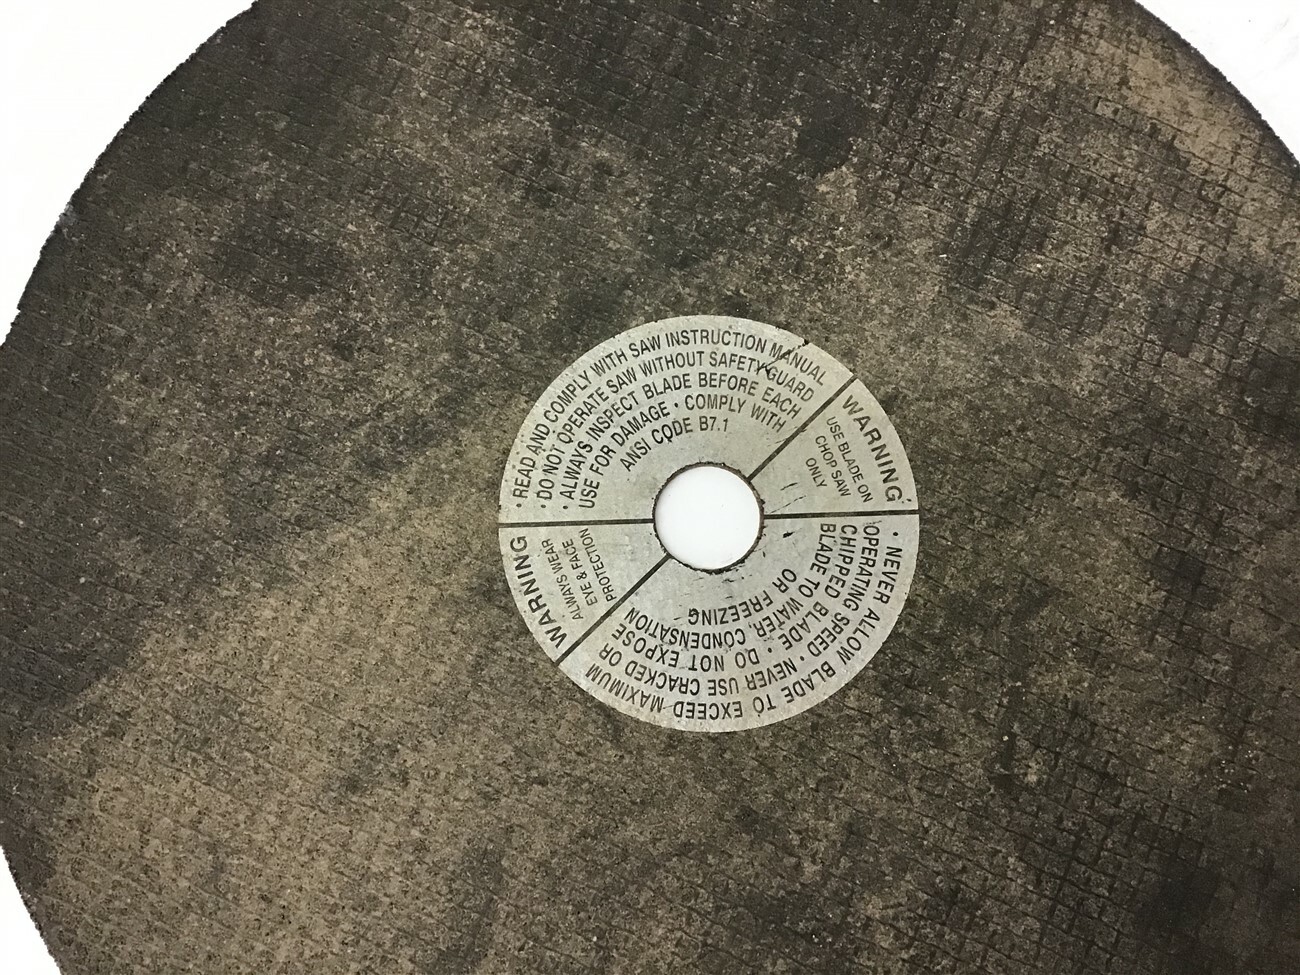 • READ AND COMPLY WITH SAW INSTRUCTION MANUAL
• DO NOT OPERATE SAW WITHOUT SAFETY GUARD
• ALWAYS INSPECT BLADE BEFORE EACH
USE FOR DAMAGE • COMPLY WITH
ANSI CODE B7.1
WARNING
USE BLADE ON
CHOP SAW
ONLY
• NEVER ALLOW BLADE TO EXCEED MAXIMUM
OPERATING SPEED • NEVER USE CRACKED OR
CHIPPED BLADE • DO NOT EXPOSE
BLADE TO WATER, CONDENSATION
OR FREEZING
WARNING
ALWAYS WEAR
EYE & FACE
PROTECTION